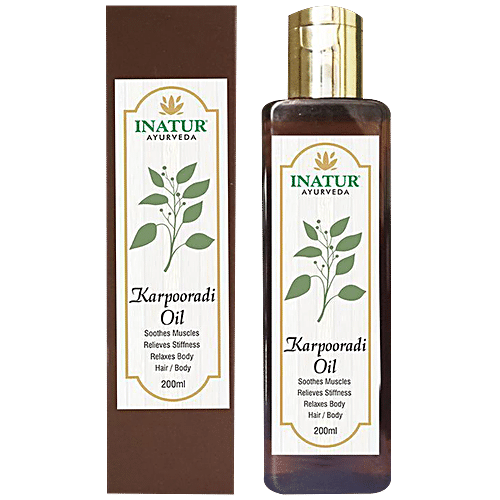 INATUR®
AYURVEDA
Karpooradi
Oil
Soothes Muscles
Relieves Stiffness
Relaxes Body
Hair / Body
200ml
INATUR®
AYURVEDA
Karpooradi
Oil
Soothes Muscles
Relieves Stiffness
Relaxes Body
Hair / Body
200ml